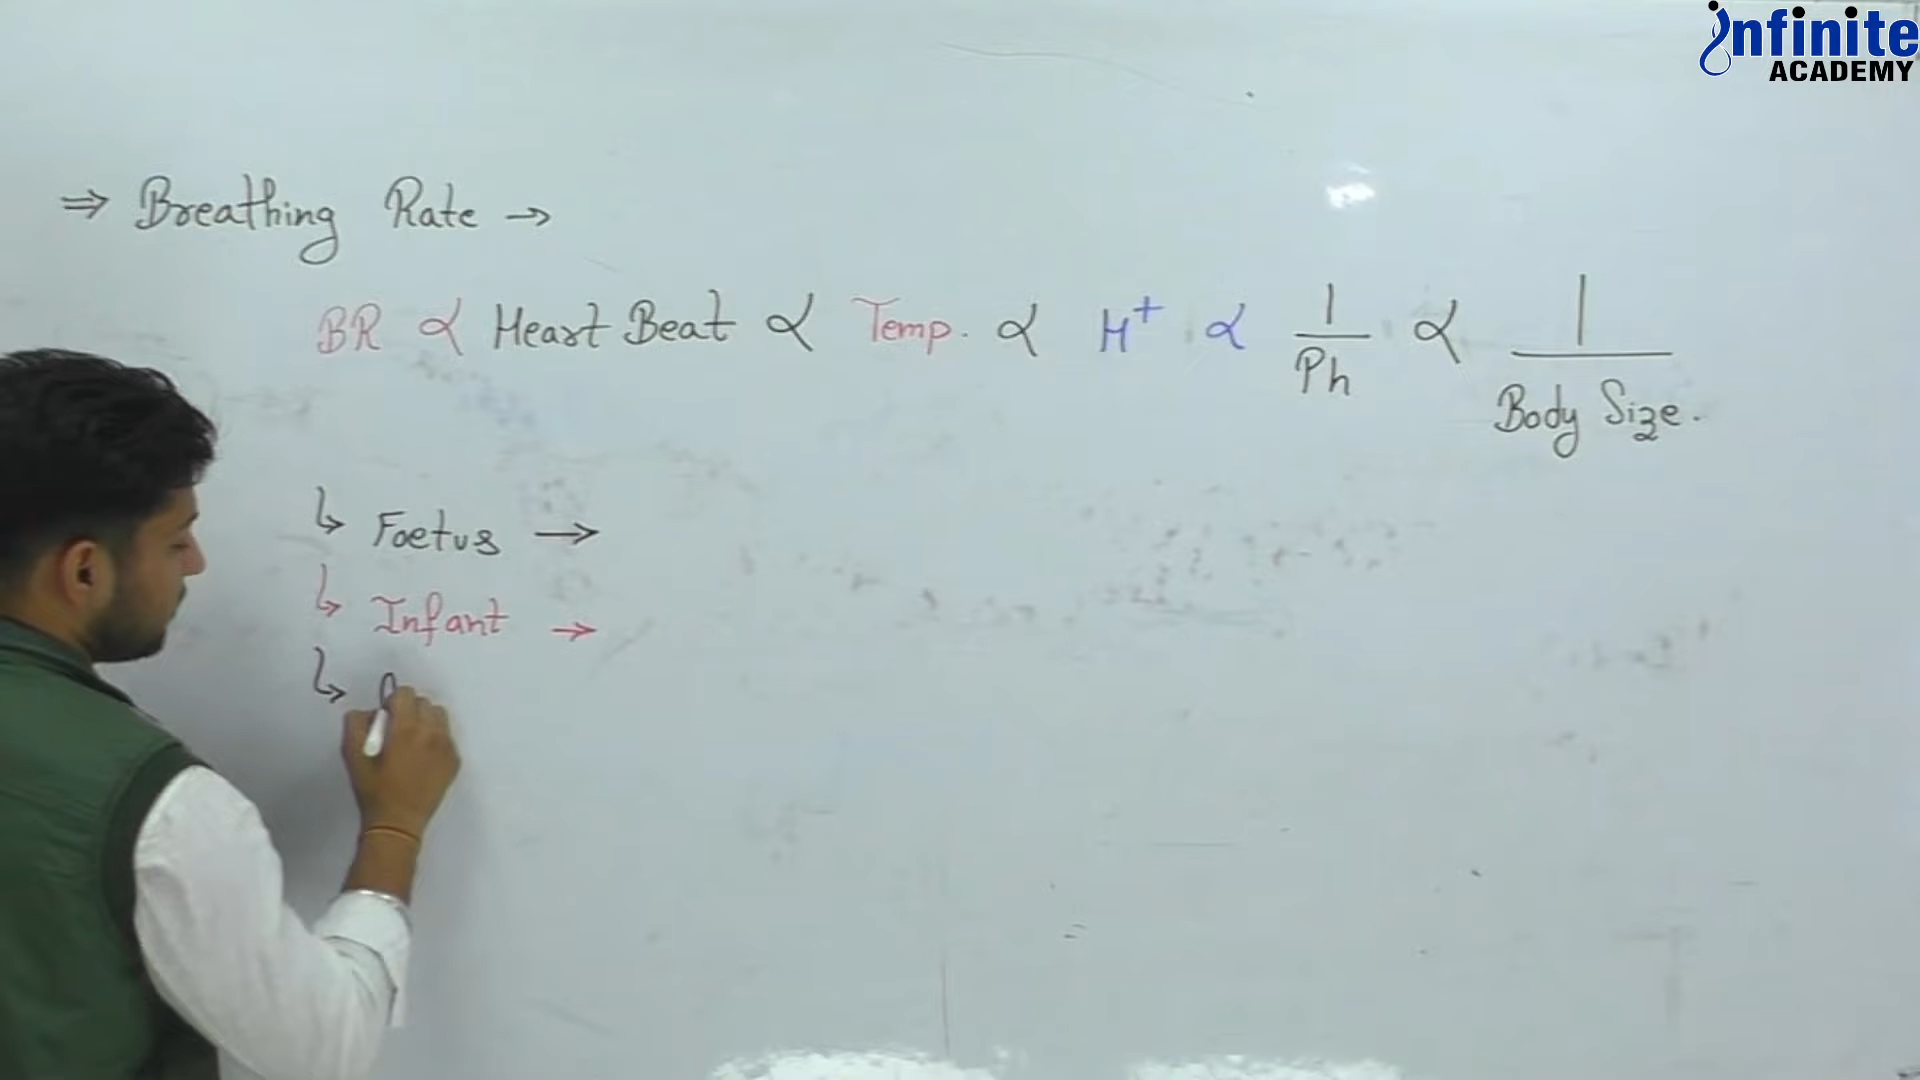 infinite
ACADEMY
⇒ Breathing Rate →
BR ∝ Heart Beat ∝ Temp. ∝ H⁺ ∝ 1/Ph ∝ 1/Body Size.
↳ Foetus →
↳ Infant →
↳